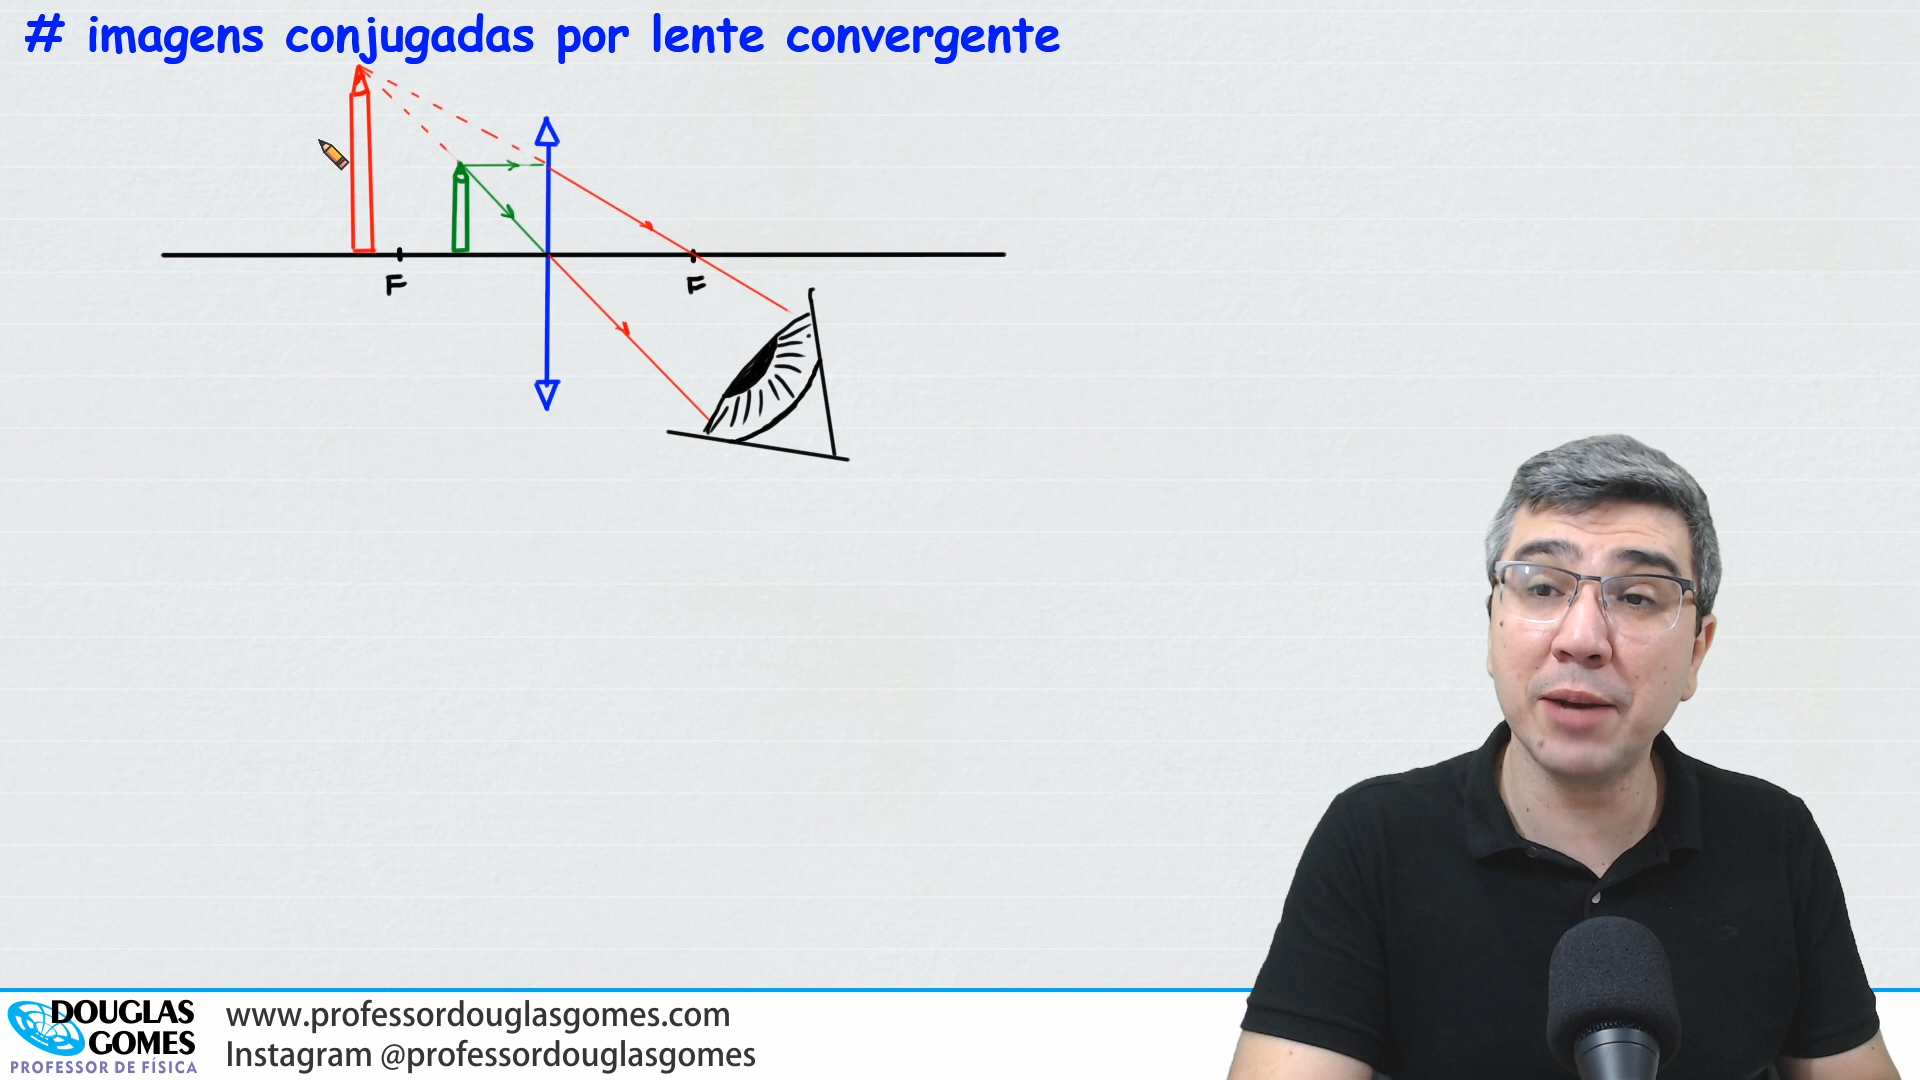 # imagens conjugadas por lente convergente
F
F
DOUGLAS
GOMES
PROFESSOR DE FÍSICA
www.professordouglasgomes.com
Instagram @professordouglasgomes